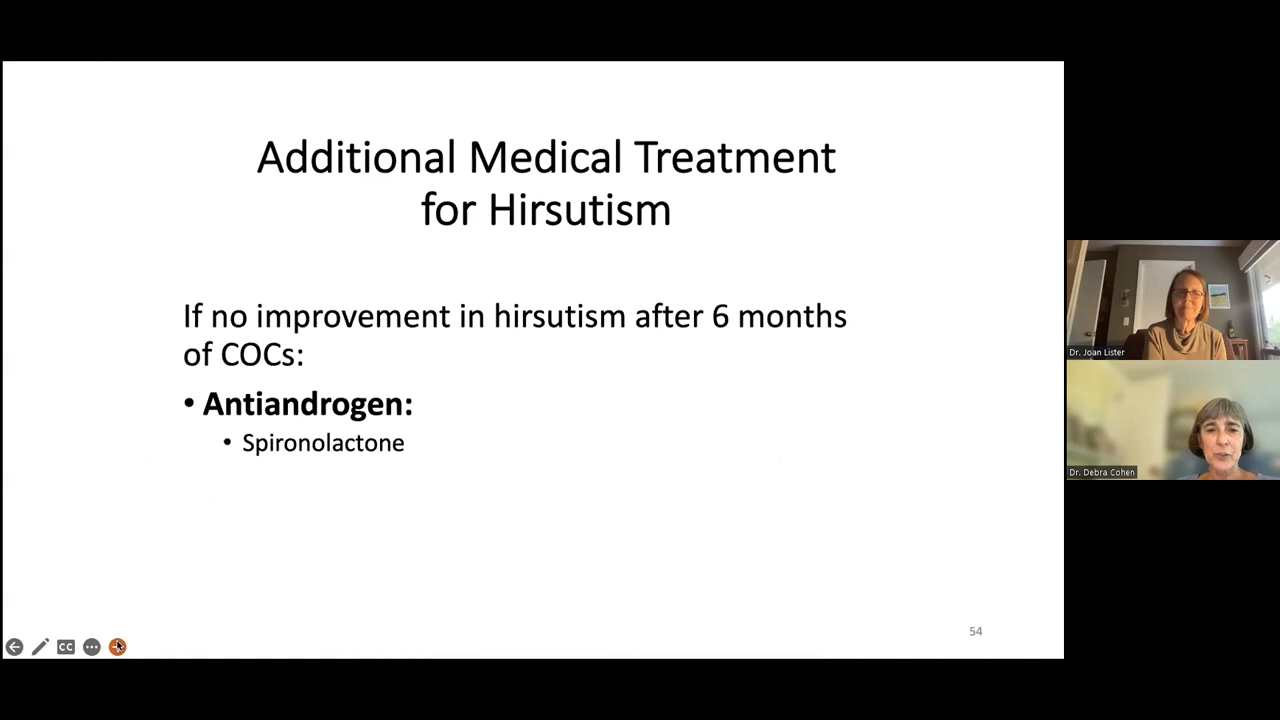 Additional Medical Treatment
for Hirsutism
If no improvement in hirsutism after 6 months
of COCs:
• Antiandrogen:
• Spironolactone
54
CC
Dr. Joan Lister
Dr. Debra Cohen